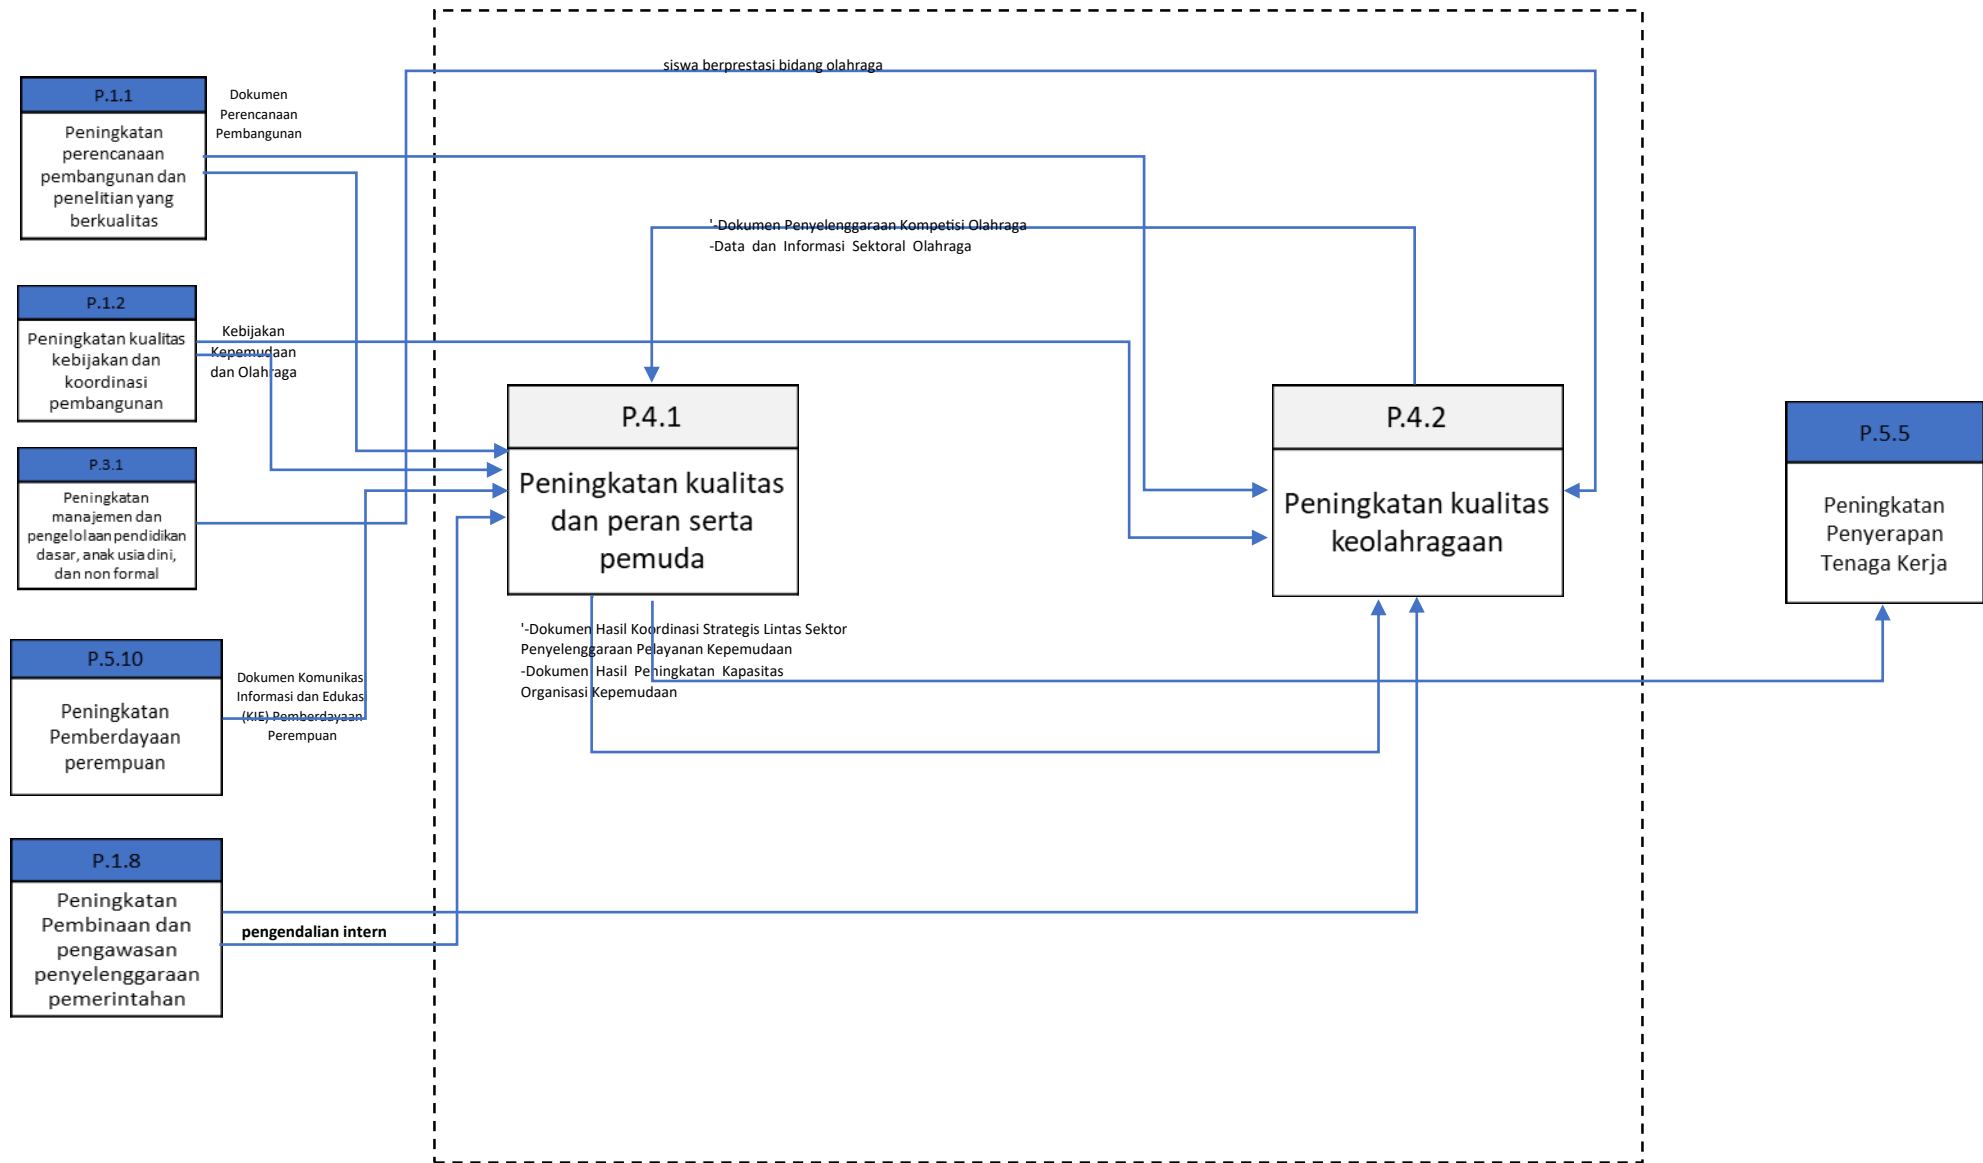 siswa berprestasi bidang olahraga
P.1.1
Peningkatan
perencanaan
pembangunan dan
penelitian yang
berkualitas
Dokumen
Perencanaan
Pembangunan
'-Dokumen Penyelenggaraan Kompetisi Olahraga
-Data dan Informasi Sektoral Olahraga
P.1.2
Peningkatan kualitas
kebijakan dan
koordinasi
pembangunan
Kebijakan
Kepemudaan
dan Olahraga
P.3.1
Peningkatan
manajemen dan
pengelolaan pendidikan
dasar, anak usia dini,
dan non formal
P.4.1
Peningkatan kualitas
dan peran serta
pemuda
P.4.2
Peningkatan kualitas
keolahragaan
P.5.5
Peningkatan
Penyerapan
Tenaga Kerja
'-Dokumen Hasil Koordinasi Strategis Lintas Sektor
Penyelenggaraan Pelayanan Kepemudaan
-Dokumen Hasil Peningkatan Kapasitas
Organisasi Kepemudaan
P.5.10
Peningkatan
Pemberdayaan
perempuan
Dokumen Komunikasi
Informasi dan Edukasi
(KIE) Pemberdayaan
Perempuan
P.1.8
Peningkatan
Pembinaan dan
pengawasan
penyelenggaraan
pemerintahan
pengendalian intern